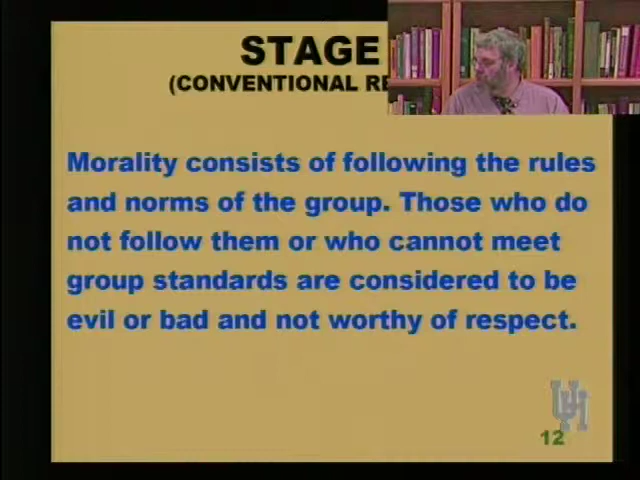 STAGE
(CONVENTIONAL
Morality consists of following the rules
and norms of the group. Those who do
not follow them or who cannot meet
group standards are considered to be
evil or bad and not worthy of respect.
UH
12